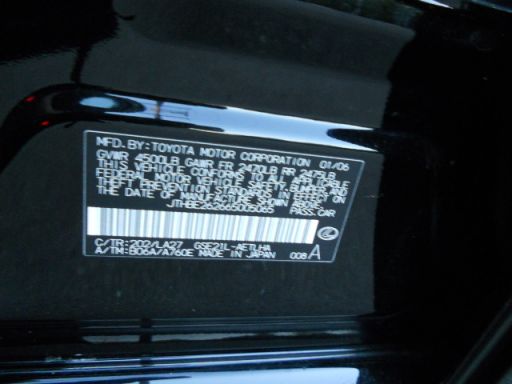 MFD. BY: TOYOTA MOTOR CORPORATION 01/06
GVWR 4500LB GAWR FR 2470LB RR 2475LB
THIS VEHICLE CONFORMS TO ALL APPLICABLE
FEDERAL MOTOR VEHICLE SAFETY, BUMPER, AND
THEFT PREVENTION STANDARDS IN EFFECT ON
THE DATE OF MANUFACTURE SHOWN ABOVE.
PASS. CAR
C/TR: 202/LA27 GSE21L-AETLHA
A/TM: B06A/A760E MADE IN JAPAN 008 A